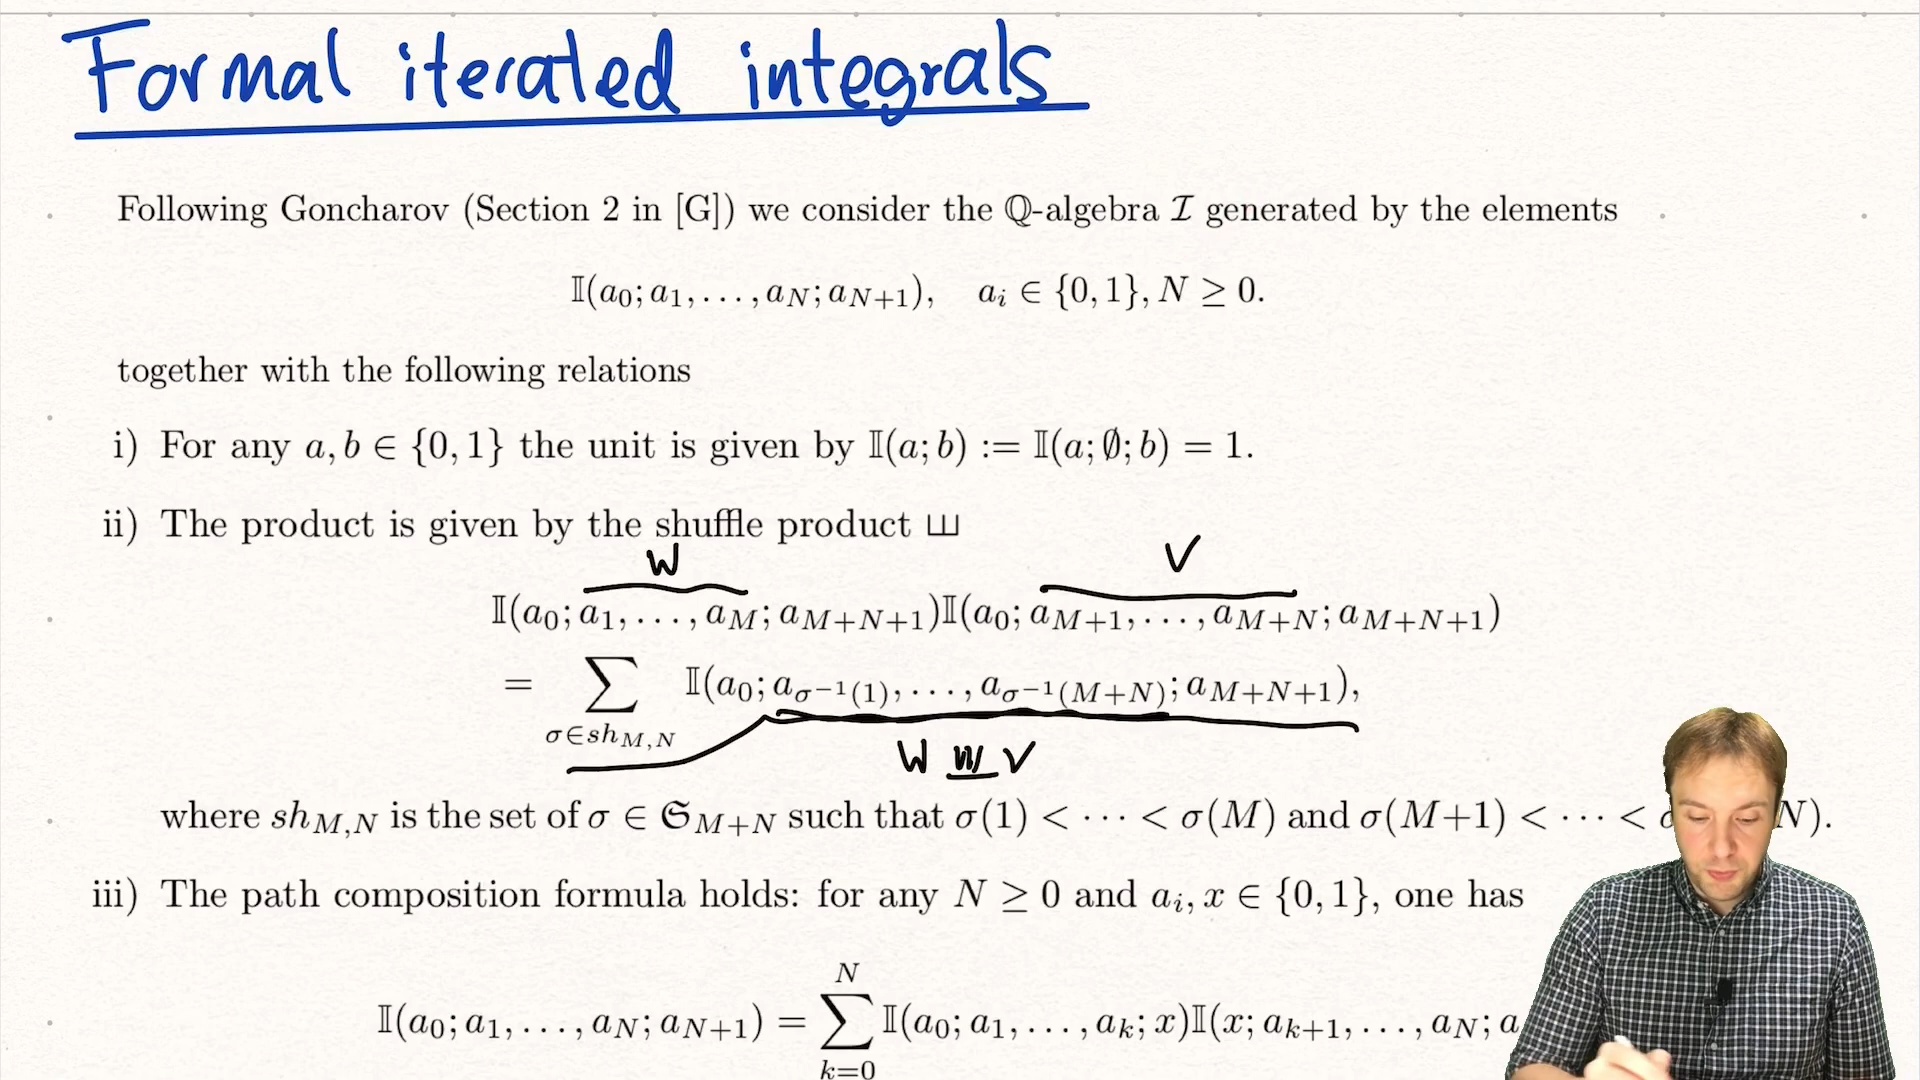 Formal iterated integrals
Following Goncharov (Section 2 in [G]) we consider the ℚ-algebra 𝓘 generated by the elements
𝕀(a₀; a₁, . . . , a_N; a_{N+1}),   a_i ∈ {0, 1}, N ≥ 0.
together with the following relations
i) For any a, b ∈ {0, 1} the unit is given by 𝕀(a; b) := 𝕀(a; ∅; b) = 1.
ii) The product is given by the shuffle product ш
w v
𝕀(a₀; a₁, . . . , a_M; a_{M+N+1})𝕀(a₀; a_{M+1}, . . . , a_{M+N}; a_{M+N+1})
= ∑_{σ∈sh_{M,N}} 𝕀(a₀; a_{σ⁻¹(1)}, . . . , a_{σ⁻¹(M+N)}; a_{M+N+1}),
w ш v
where sh_{M,N} is the set of σ ∈ 𝔖_{M+N} such that σ(1) < · · · < σ(M) and σ(M+1) < · · · < N).
iii) The path composition formula holds: for any N ≥ 0 and a_i, x ∈ {0, 1}, one has
𝕀(a₀; a₁, . . . , a_N; a_{N+1}) = ∑_{k=0}^{N} 𝕀(a₀; a₁, . . . , a_k; x)𝕀(x; a_{k+1}, . . . , a_N; a